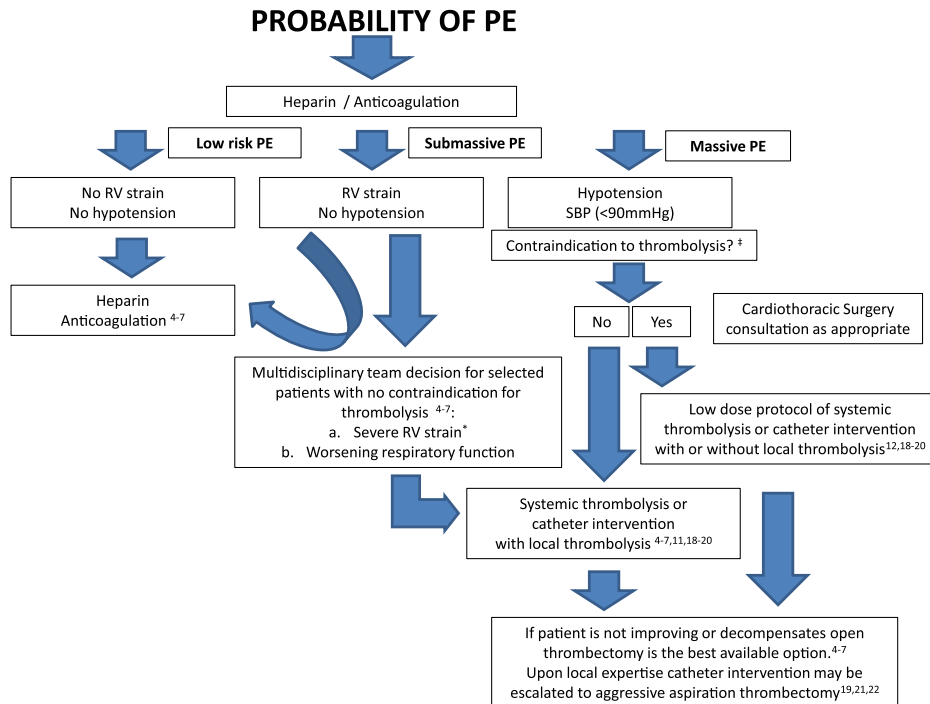 PROBABILITY OF PE
Heparin / Anticoagulation
Low risk PE
Submassive PE
Massive PE
No RV strain
No hypotension
RV strain
No hypotension
Hypotension
SBP (<90mmHg)
Contraindication to thrombolysis? ‡
Heparin
Anticoagulation 4-7
No
Yes
Cardiothoracic Surgery
consultation as appropriate
Multidisciplinary team decision for selected
patients with no contraindication for
thrombolysis 4-7:
a. Severe RV strain*
b. Worsening respiratory function
Low dose protocol of systemic
thrombolysis or catheter intervention
with or without local thrombolysis12,18-20
Systemic thrombolysis or
catheter intervention
with local thrombolysis 4-7,11,18-20
If patient is not improving or decompensates open
thrombectomy is the best available option.4-7
Upon local expertise catheter intervention may be
escalated to aggressive aspiration thrombectomy19,21,22